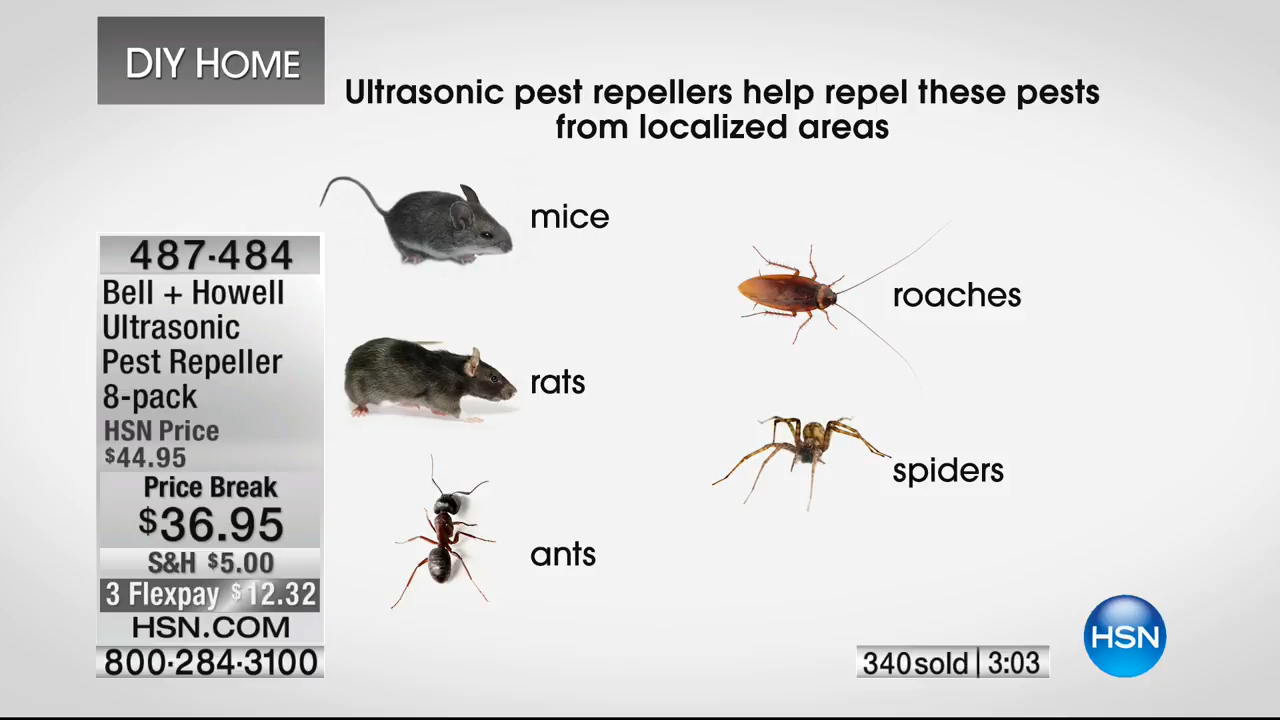 DIY HOME
Ultrasonic pest repellers help repel these pests
from localized areas
mice
roaches
rats
spiders
ants
487·484
Bell + Howell
Ultrasonic
Pest Repeller
8-pack
HSN Price
$44.95
Price Break
$36.95
S&H $5.00
3 Flexpay $12.32
HSN.COM
800·284·3100
340 sold | 3:03
HSN